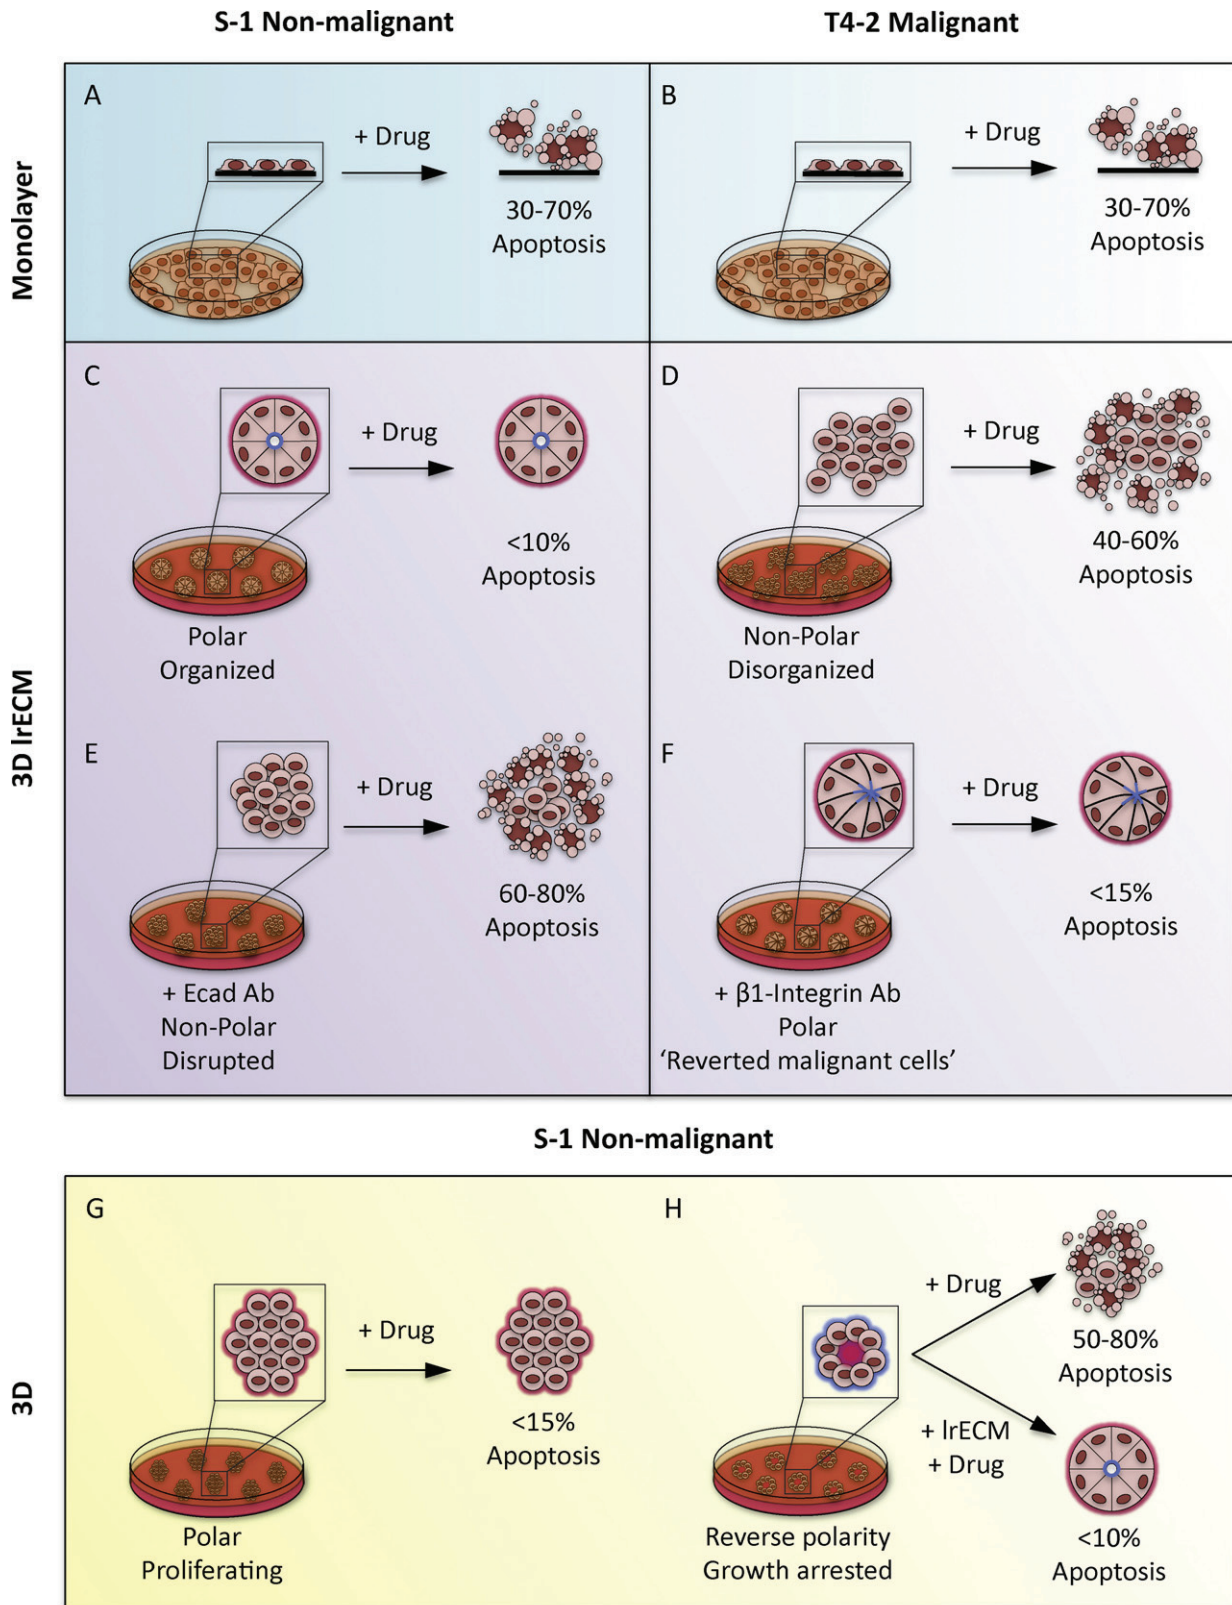 S-1 Non-malignant
T4-2 Malignant
Monolayer
A
+ Drug
30-70%
Apoptosis
B
+ Drug
30-70%
Apoptosis
3D lrECM
C
+ Drug
<10%
Apoptosis
Polar
Organized
D
+ Drug
40-60%
Apoptosis
Non-Polar
Disorganized
E
+ Drug
60-80%
Apoptosis
+ Ecad Ab
Non-Polar
Disrupted
F
+ Drug
<15%
Apoptosis
+ β1-Integrin Ab
Polar
‘Reverted malignant cells’
S-1 Non-malignant
3D
G
+ Drug
<15%
Apoptosis
Polar
Proliferating
H
+ Drug
50-80%
Apoptosis
+ lrECM
+ Drug
<10%
Apoptosis
Reverse polarity
Growth arrested